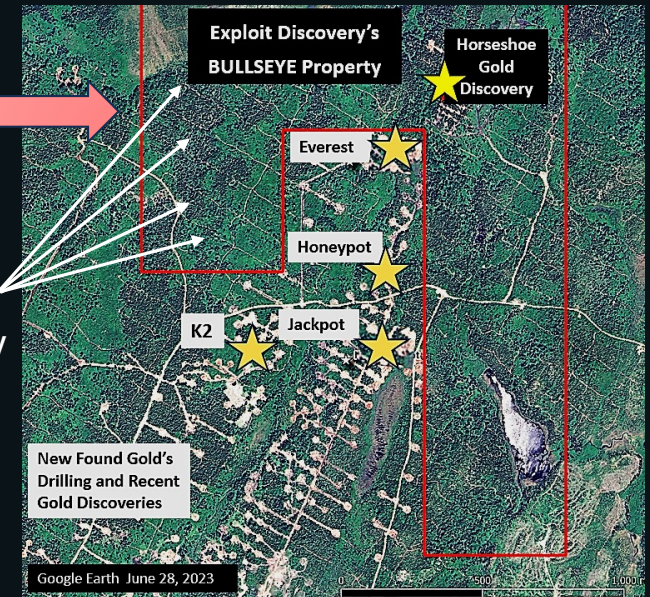 Exploit Discovery's
BULLSEYE Property
Horseshoe
Gold
Discovery
Everest
Honeypot
K2
Jackpot
New Found Gold's
Drilling and Recent
Gold Discoveries
Google Earth June 28, 2023
0
500
1,000 m